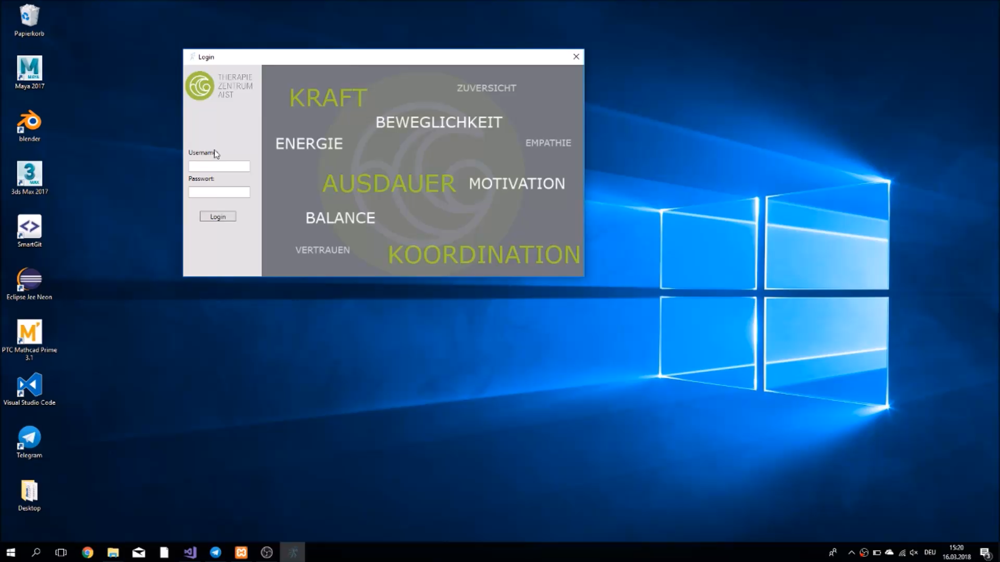 Papierkorb
Maya 2017
blender
3ds Max 2017
SmartGit
Eclipse Jee Neon
PTC Mathcad Prime
3.1
Visual Studio Code
Telegram
Desktop
Login
THERAPIE
ZENTRUM
AIST
Username
Passwort:
Login
KRAFT
ZUVERSICHT
BEWEGLICHKEIT
ENERGIE
EMPATHIE
AUSDAUER
MOTIVATION
BALANCE
VERTRAUEN
KOORDINATION
DEU
15:20
16.03.2018
3